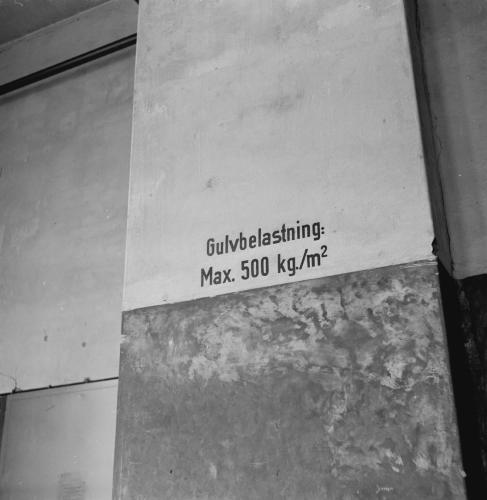 Gulvbelastning:
Max. 500 kg./m²